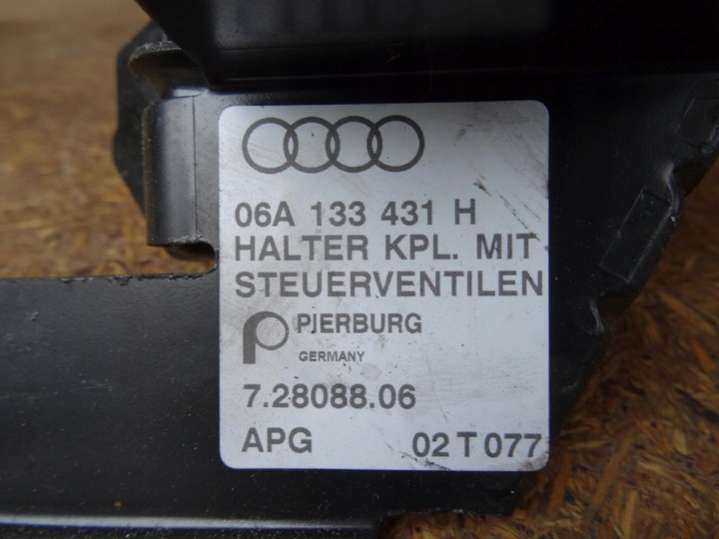 06A 133 431 H
HALTER KPL. MIT
STEUERVENTILEN
PIERBURG
GERMANY
7.28088.06
APG 02 T 077